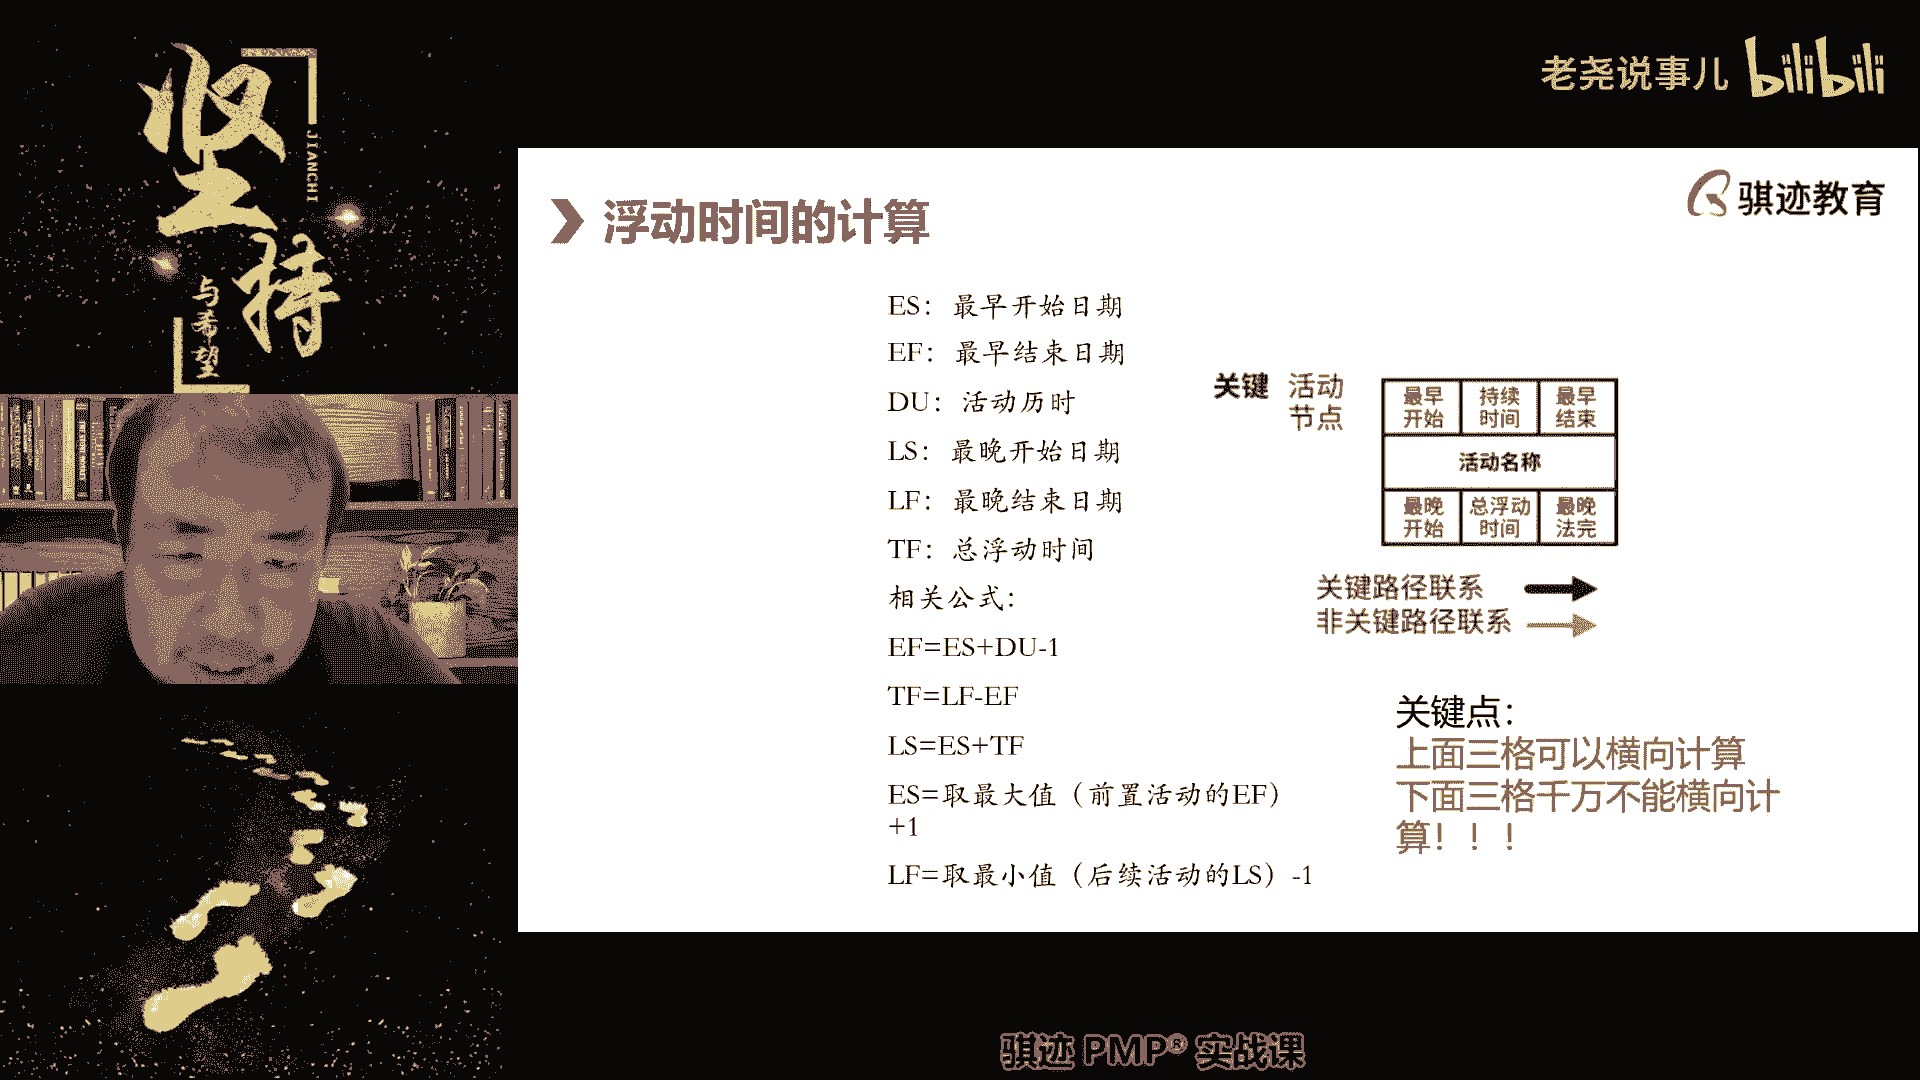 坚持
JIANCHI
与希望
老尧说事儿 bilibili
骐迹教育
浮动时间的计算
ES：最早开始日期
EF：最早结束日期
DU：活动历时
LS：最晚开始日期
LF：最晚结束日期
TF：总浮动时间
相关公式：
EF=ES+DU-1
TF=LF-EF
LS=ES+TF
ES=取最大值（前置活动的EF）
+1
LF=取最小值（后续活动的LS）-1
关键 活动
节点
最早
开始
持续
时间
最早
结束
活动名称
最晚
开始
总浮动
时间
最晚
法完
关键路径联系
非关键路径联系
关键点：
上面三格可以横向计算
下面三格千万不能横向计
算！！！
骐迹 PMP® 实战课